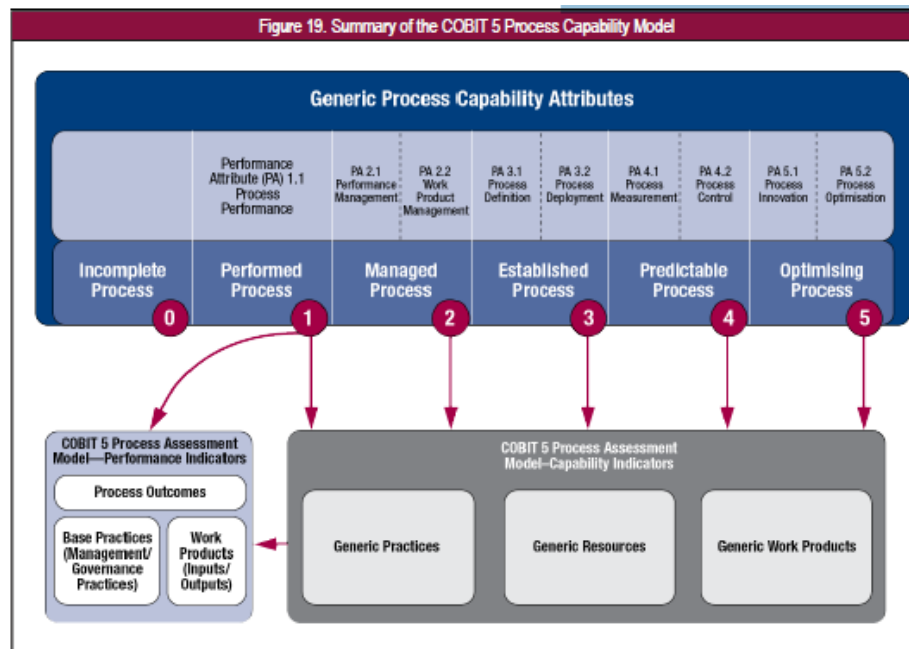 Figure 19. Summary of the COBIT 5 Process Capability Model
Generic Process Capability Attributes
Performance
Attribute (PA) 1.1
Process
Performance
PA 2.1
Performance
Management
PA 2.2
Work
Product
Management
PA 3.1
Process
Definition
PA 3.2
Process
Deployment
PA 4.1
Process
Measurement
PA 4.2
Process
Control
PA 5.1
Process
Innovation
PA 5.2
Process
Optimisation
Incomplete
Process
0
Performed
Process
1
Managed
Process
2
Established
Process
3
Predictable
Process
4
Optimising
Process
5
COBIT 5 Process Assessment
Model—Performance Indicators
Process Outcomes
Base Practices
(Management/
Governance
Practices)
Work
Products
(Inputs/
Outputs)
COBIT 5 Process Assessment
Model–Capability Indicators
Generic Practices
Generic Resources
Generic Work Products